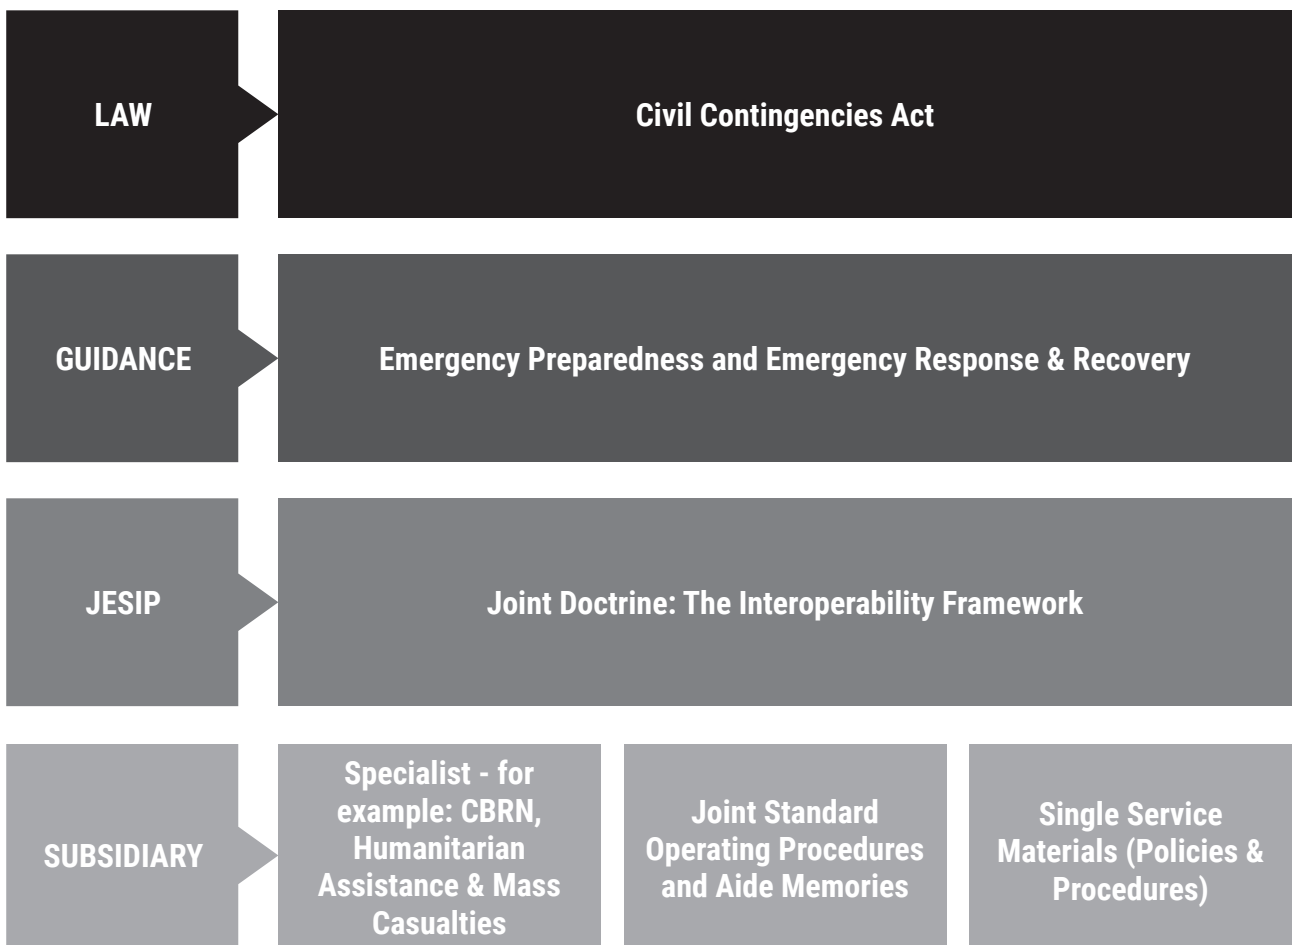 LAW
Civil Contingencies Act
GUIDANCE
Emergency Preparedness and Emergency Response & Recovery
JESIP
Joint Doctrine: The Interoperability Framework
SUBSIDIARY
Specialist - for
example: CBRN,
Humanitarian
Assistance & Mass
Casualties
Joint Standard
Operating Procedures
and Aide Memories
Single Service
Materials (Policies &
Procedures)